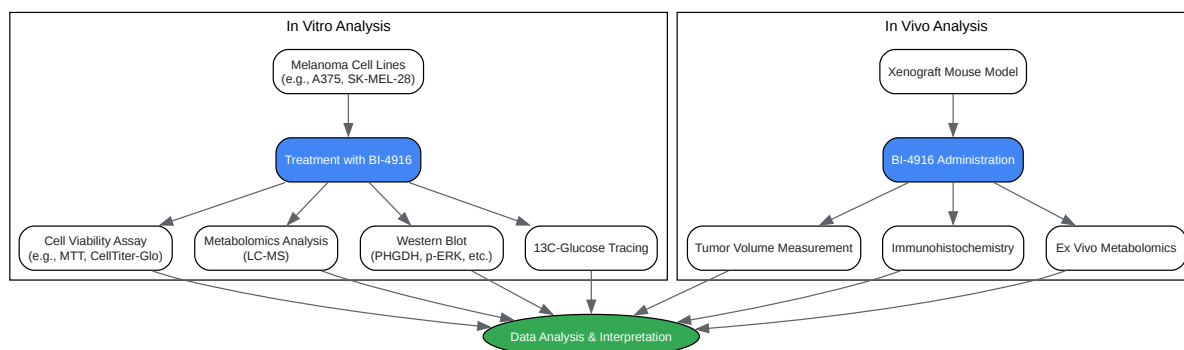 In Vitro Analysis
In Vivo Analysis
Melanoma Cell Lines
(e.g., A375, SK-MEL-28)
Xenograft Mouse Model
Treatment with BI-4916
BI-4916 Administration
Cell Viability Assay
(e.g., MTT, CellTiter-Glo)
Metabolomics Analysis
(LC-MS)
Western Blot
(PHGDH, p-ERK, etc.)
13C-Glucose Tracing
Tumor Volume Measurement
Immunohistochemistry
Ex Vivo Metabolomics
Data Analysis & Interpretation